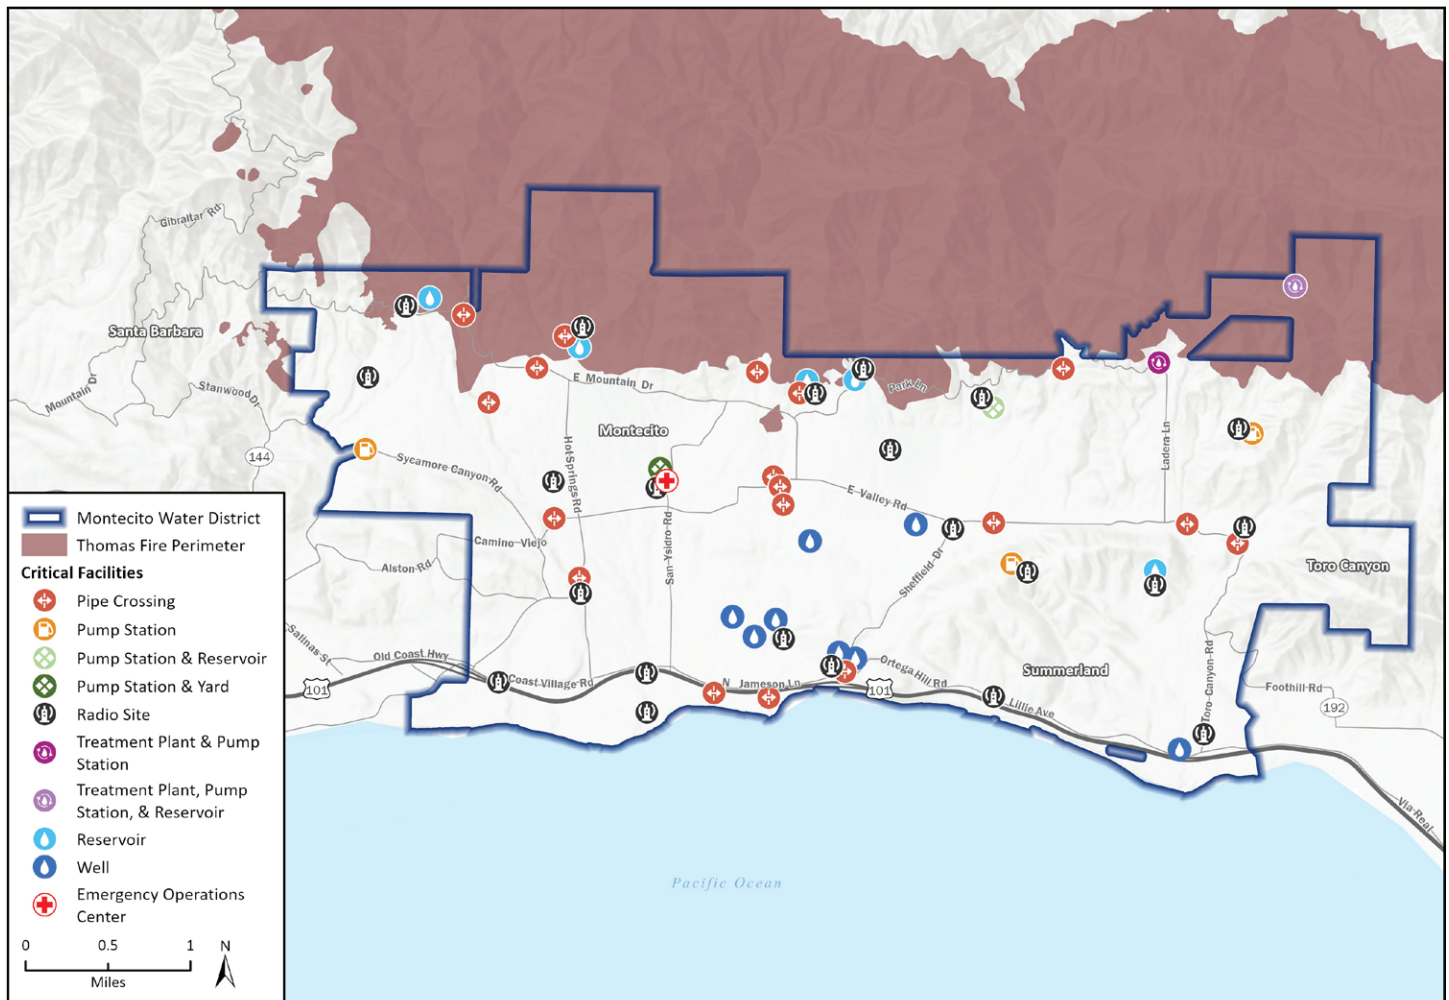 Gibraltar Rd
Santa Barbara
Mountain Dr
Stanwood Dr
144
E Mountain Dr
Park Ln
Montecito
Hot Springs Rd
Sycamore Canyon Rd
Ladera Ln
E Valley Rd
San Ysidro Rd
Camino Viejo
Alston Rd
Sheffield Dr
Toro Canyon
Salinas St
Old Coast Hwy
101
Coast Village Rd
N Jameson Ln
101
Ortega Hill Rd
Summerland
Lillie Ave
Toro Canyon Rd
Foothill Rd
192
Via Real
Pacific Ocean
Montecito Water District
Thomas Fire Perimeter
Critical Facilities
Pipe Crossing
Pump Station
Pump Station & Reservoir
Pump Station & Yard
Radio Site
Treatment Plant & Pump
Station
Treatment Plant, Pump
Station, & Reservoir
Reservoir
Well
Emergency Operations
Center
0 0.5 1
Miles
N